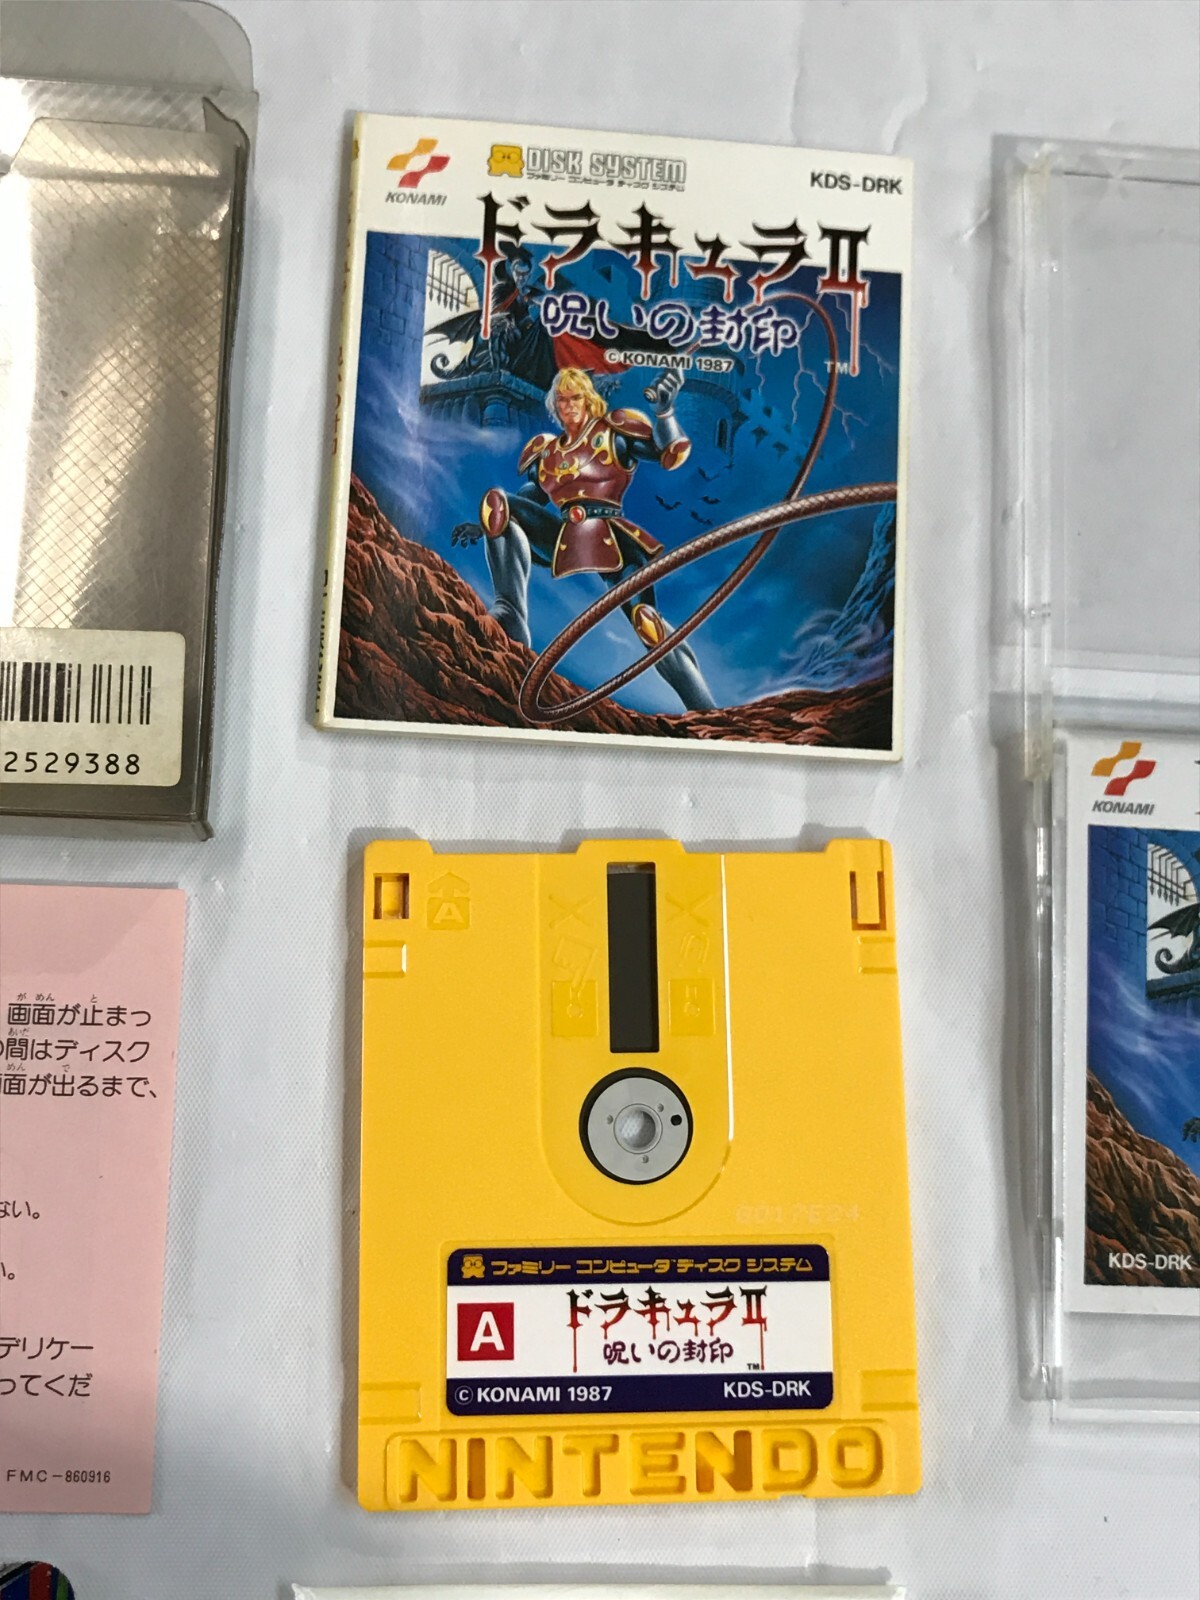 KONAMI
DISK SYSTEM
ファミリー コンピュータ ディスク システム
KDS-DRK
ドラキュラII
呪いの封印
© KONAMI 1987
TM
2529388
画面が止まっ
間はディスク
面が出るまで、
ない。
い。
デリケー
ってくだ
FMC-860916
A
NINTENDO
ファミリー コンピュータ ディスク システム
A
ドラキュラII
呪いの封印
TM
© KONAMI 1987
KDS-DRK
KONAMI
KDS-DRK